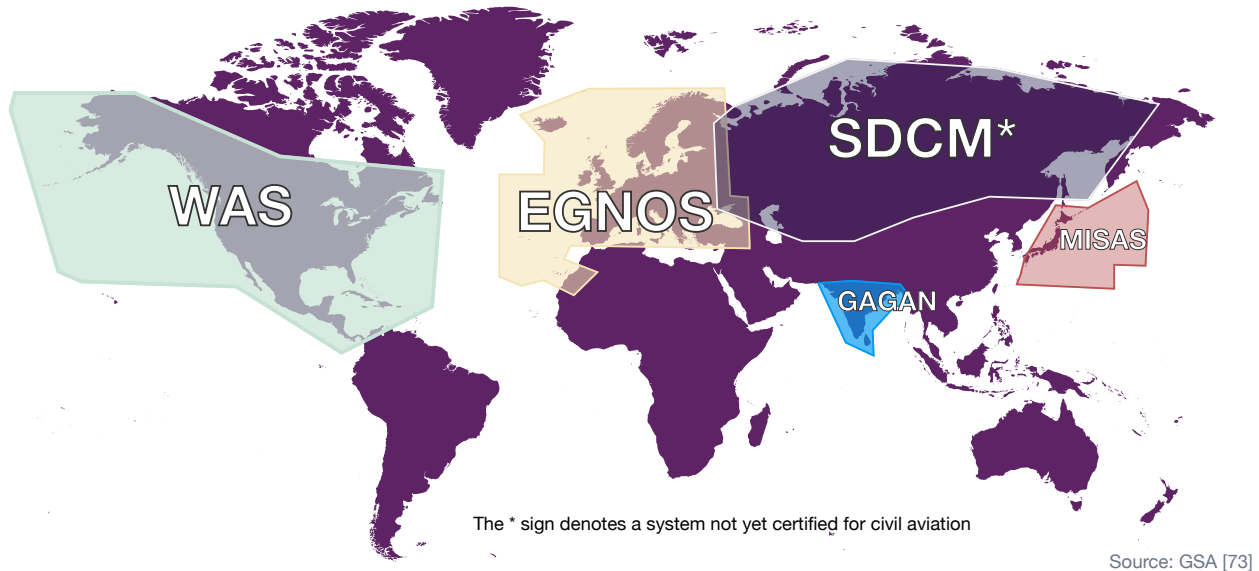 SDCM*
WAS
EGNOS
MISAS
GAGAN
The * sign denotes a system not yet certified for civil aviation
Source: GSA [73]